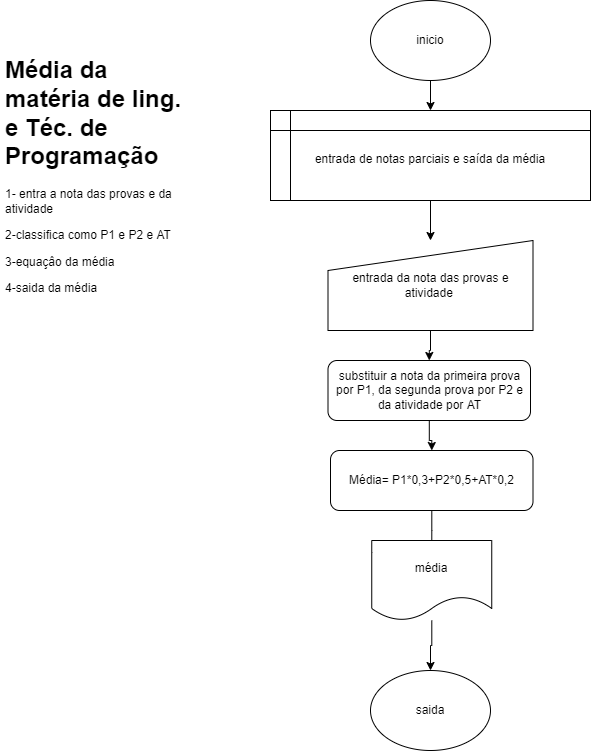 Média da
matéria de ling.
e Téc. de
Programação
1- entra a nota das provas e da
atividade
2-classifica como P1 e P2 e AT
3-equação da média
4-saida da média
inicio
entrada de notas parciais e saída da média
entrada da nota das provas e
atividade
substituir a nota da primeira prova
por P1, da segunda prova por P2 e
da atividade por AT
Média= P1*0,3+P2*0,5+AT*0,2
média
saida